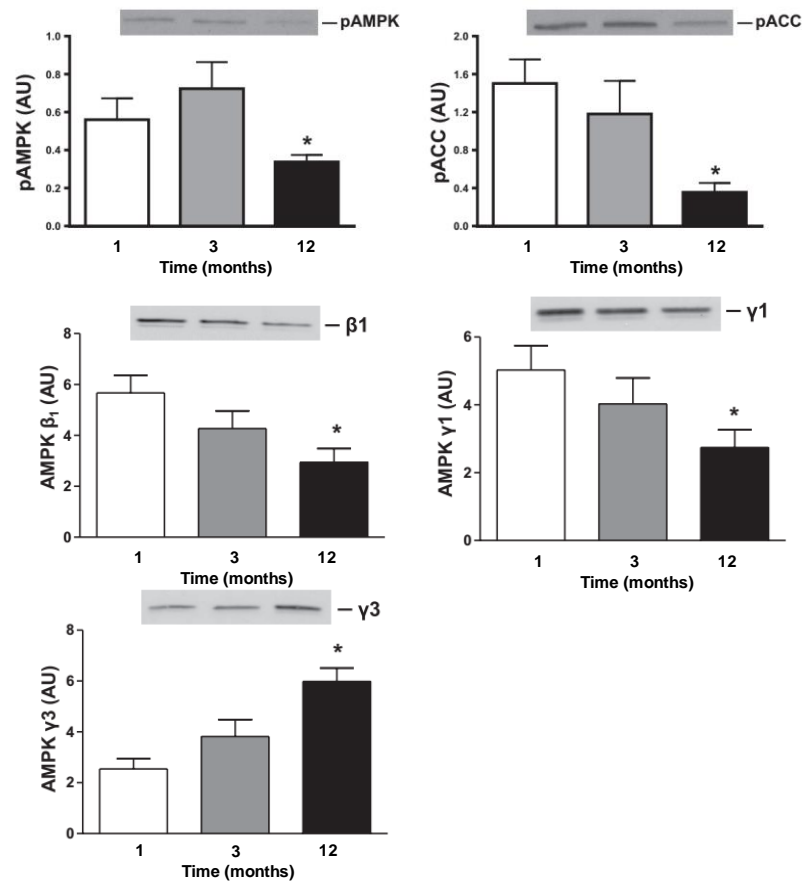 – pAMPK
pAMPK (AU)
1.0
0.8
0.6
0.4
0.2
0.0
*
1 3 12
Time (months)
– pACC
pACC (AU)
2.0
1.6
1.2
0.8
0.4
0.0
*
1 3 12
Time (months)
– β1
AMPK β₁ (AU)
8
6
4
2
0
*
1 3 12
Time (months)
– γ1
AMPK γ1 (AU)
6
4
2
0
*
1 3 12
Time (months)
– γ3
AMPK γ3 (AU)
8
6
4
2
0
*
1 3 12
Time (months)